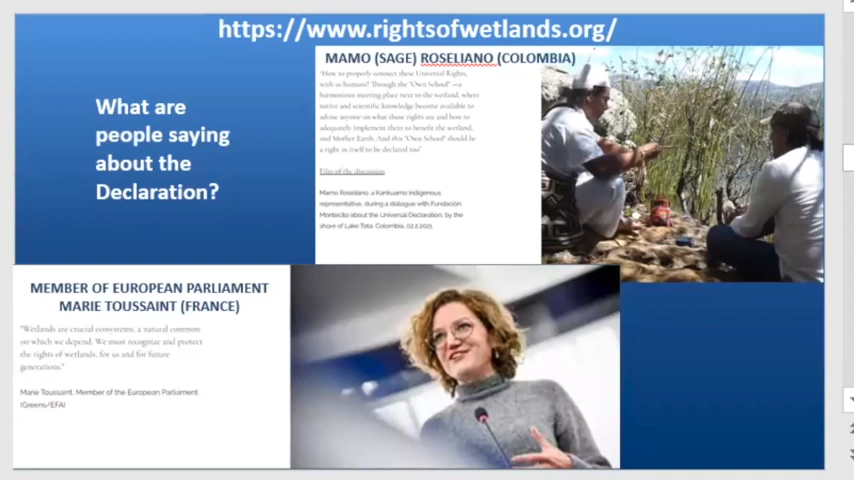 https://www.rightsofwetlands.org/
What are
people saying
about the
Declaration?
MAMO (SAGE) ROSELIANO (COLOMBIA)
"How to properly connect these Universal Rights,
with us humans? Through the "Own School" —a
harmonious meeting place next to the wetland, where
native and scientific knowledge become available to
advise anyone on what those rights are and how to
adequately implement them to benefit the wetland,
and Mother Earth. And this "Own School" should be
a right in itself to be declared too"
Film of the discussion
Mamo Roseliano, a Kankuamo indigenous
representative, during a dialogue with Fundación
Montecito about the Universal Declaration, by the
shore of Lake Tota, Colombia, 02.2.2021
MEMBER OF EUROPEAN PARLIAMENT
MARIE TOUSSAINT (FRANCE)
"Wetlands are crucial ecosystems, a natural common
on which we depend. We must recognize and protect
the rights of wetlands, for us and for future
generations."
Marie Toussaint, Member of the European Parliament
(Greens/EFA)